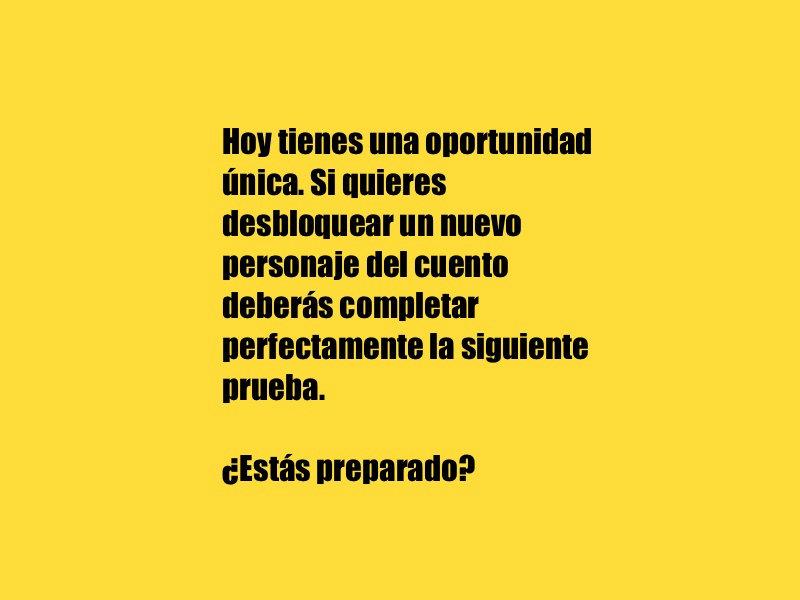 Hoy tienes una oportunidad
única. Si quieres
desbloquear un nuevo
personaje del cuento
deberás completar
perfectamente la siguiente
prueba.
¿Estás preparado?